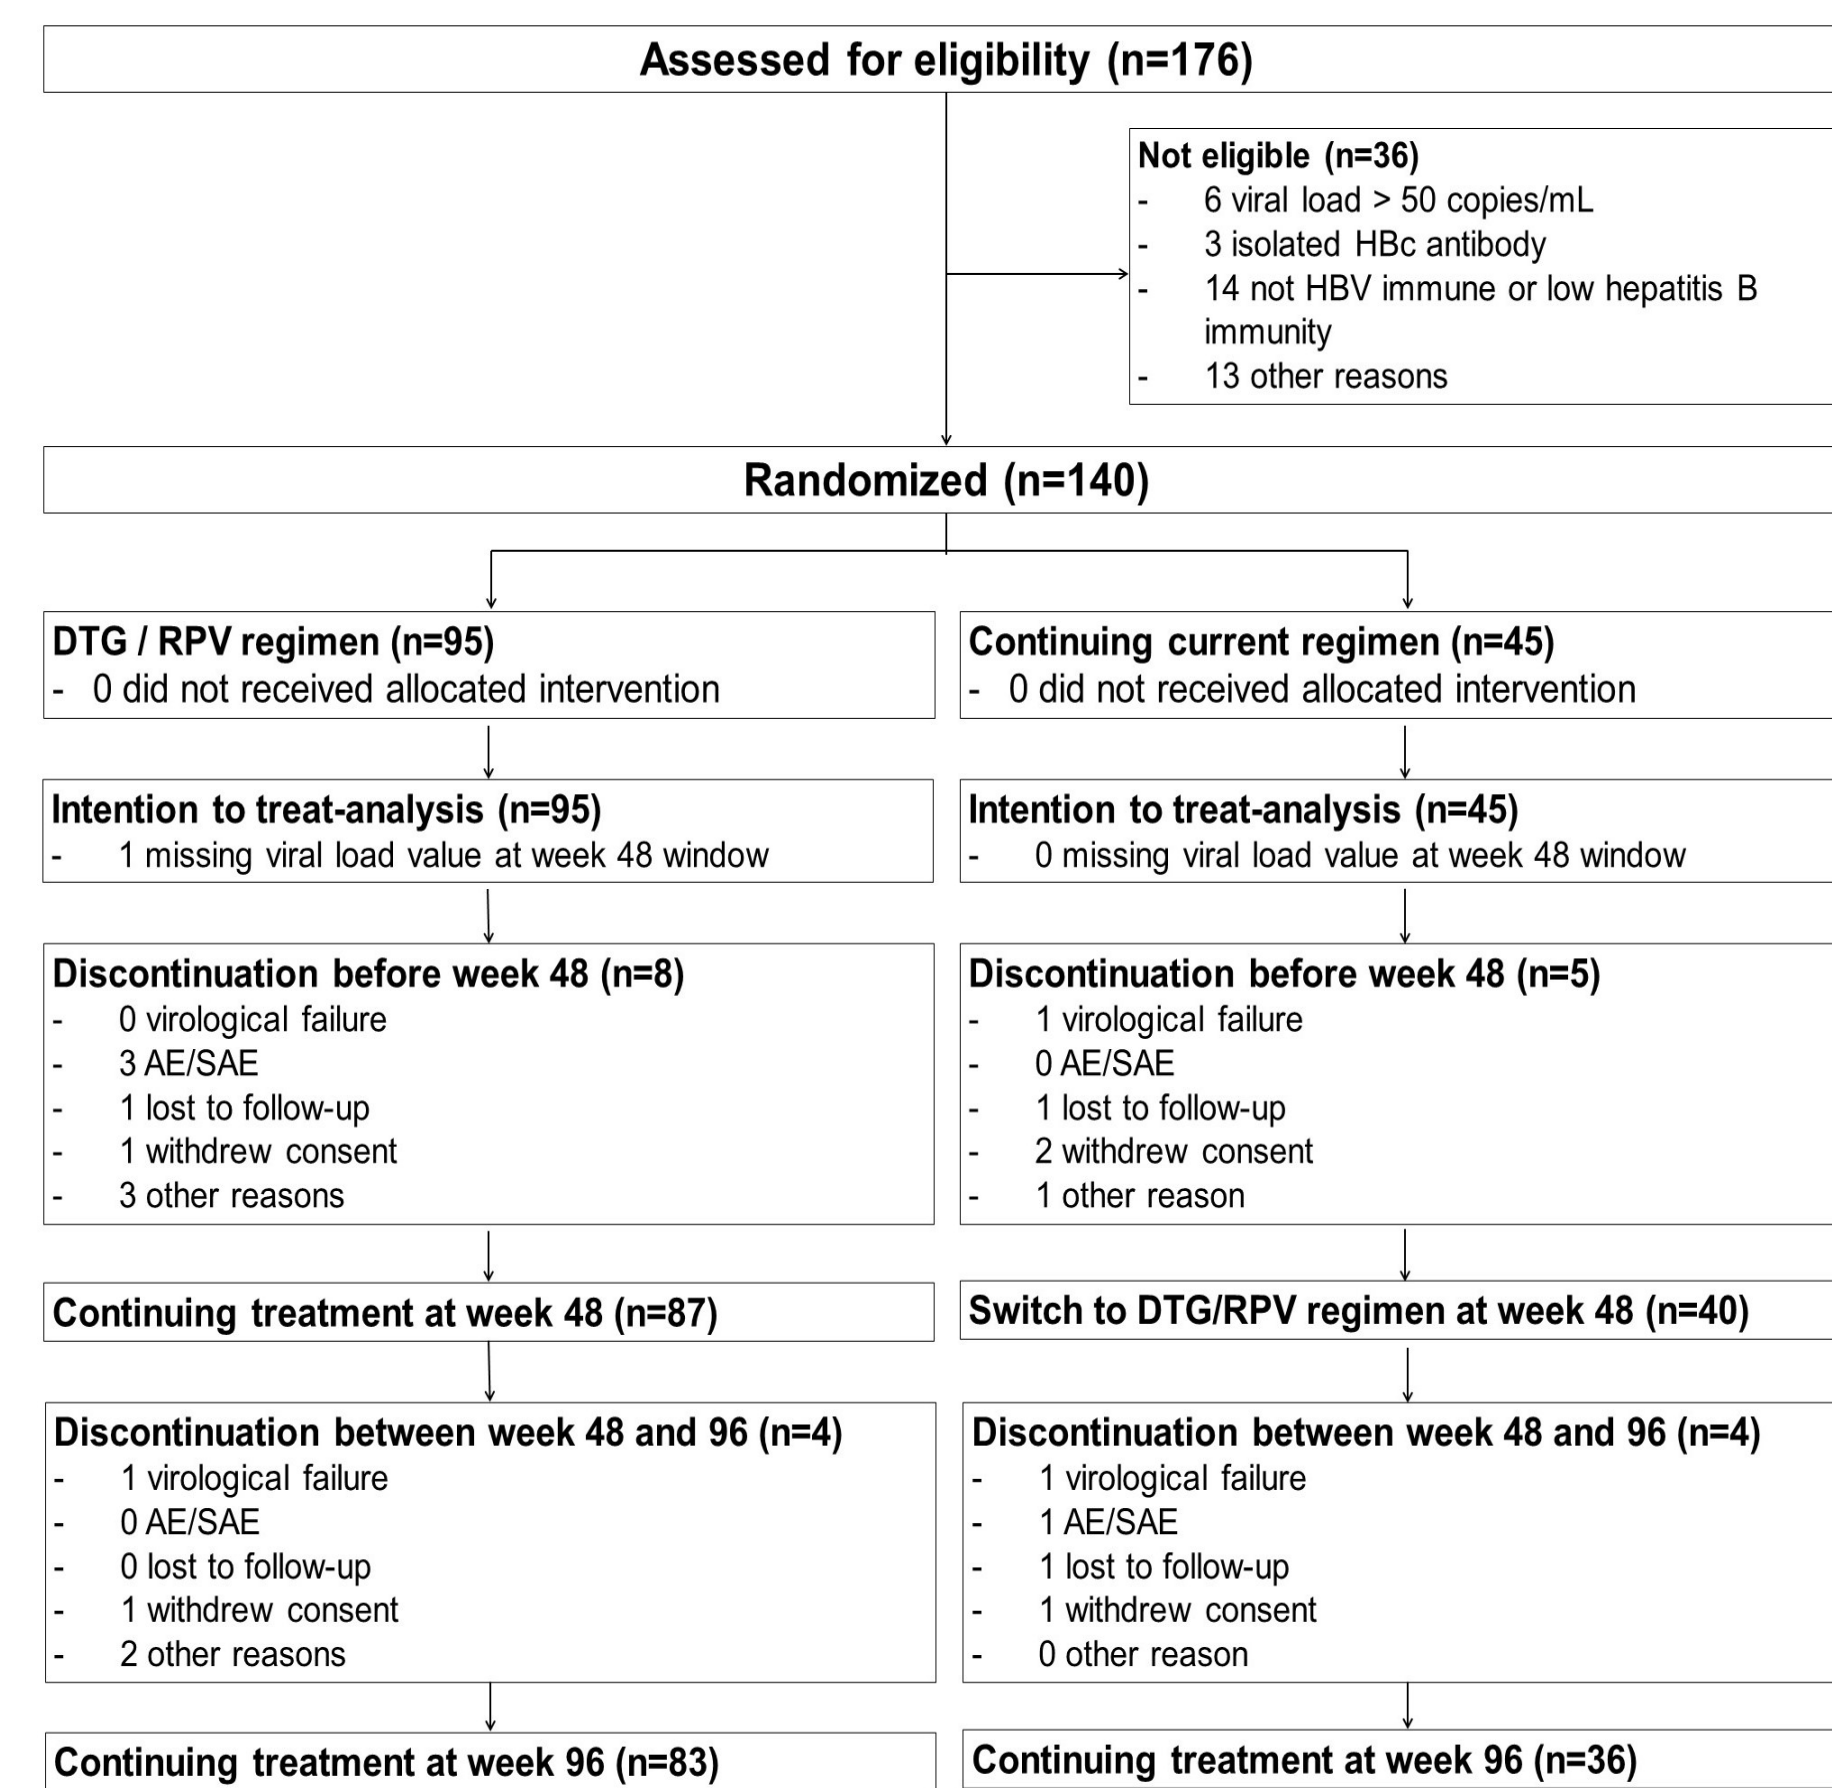 Assessed for eligibility (n=176)
Not eligible (n=36)
- 6 viral load > 50 copies/mL
- 3 isolated HBc antibody
- 14 not HBV immune or low hepatitis B
immunity
- 13 other reasons
Randomized (n=140)
DTG / RPV regimen (n=95)
- 0 did not received allocated intervention
Continuing current regimen (n=45)
- 0 did not received allocated intervention
Intention to treat-analysis (n=95)
- 1 missing viral load value at week 48 window
Intention to treat-analysis (n=45)
- 0 missing viral load value at week 48 window
Discontinuation before week 48 (n=8)
- 0 virological failure
- 3 AE/SAE
- 1 lost to follow-up
- 1 withdrew consent
- 3 other reasons
Discontinuation before week 48 (n=5)
- 1 virological failure
- 0 AE/SAE
- 1 lost to follow-up
- 2 withdrew consent
- 1 other reason
Continuing treatment at week 48 (n=87)
Switch to DTG/RPV regimen at week 48 (n=40)
Discontinuation between week 48 and 96 (n=4)
- 1 virological failure
- 0 AE/SAE
- 0 lost to follow-up
- 1 withdrew consent
- 2 other reasons
Discontinuation between week 48 and 96 (n=4)
- 1 virological failure
- 1 AE/SAE
- 1 lost to follow-up
- 1 withdrew consent
- 0 other reason
Continuing treatment at week 96 (n=83)
Continuing treatment at week 96 (n=36)